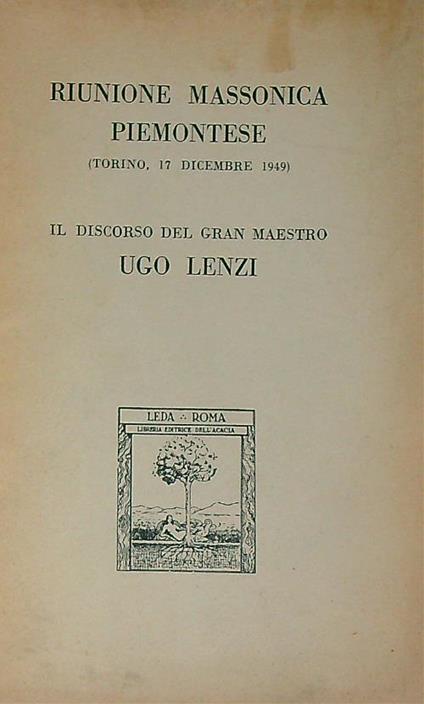 RIUNIONE MASSONICA
PIEMONTESE
(TORINO, 17 DICEMBRE 1949)
IL DISCORSO DEL GRAN MAESTRO
UGO LENZI
LEDA ∴ ROMA
LIBRERIA EDITRICE DELL'ACACIA